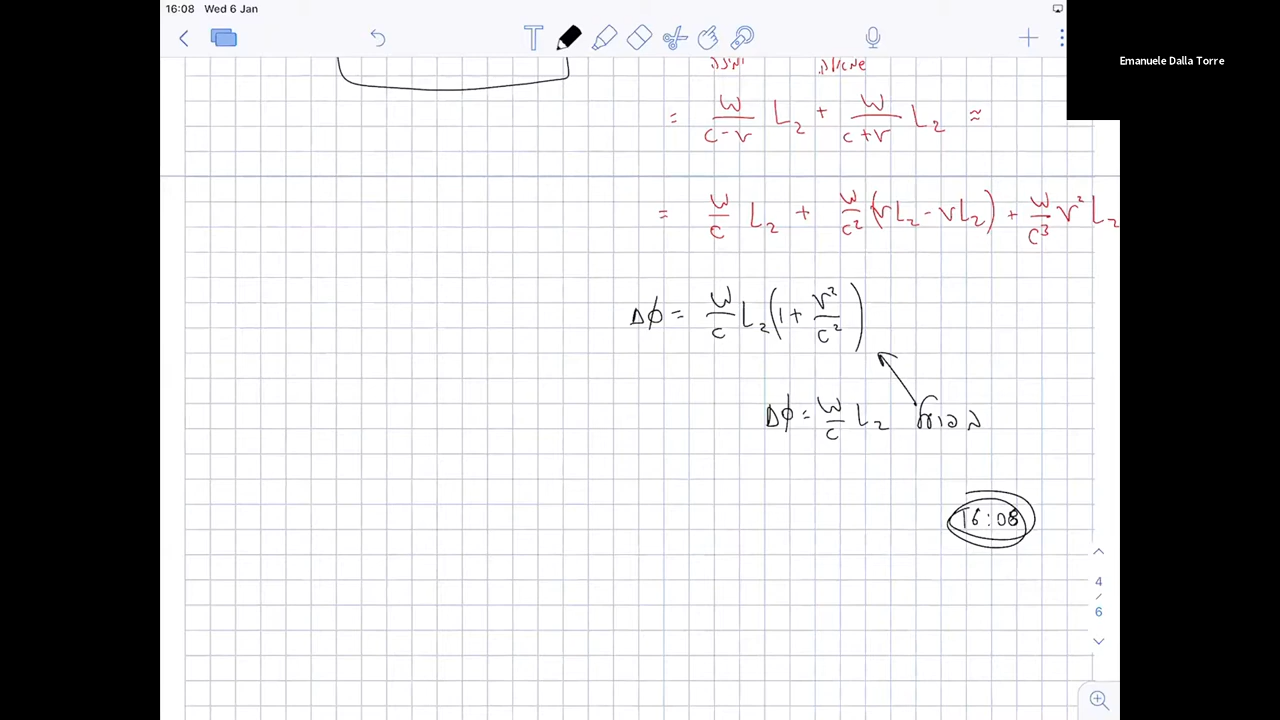 16:08 Wed 6 Jan
Emanuele Dalla Torre
= w/(c-v) L₂ + w/(c+v) L₂ ≈
= w/c L₂ + w/c² (vL₂ - vL₂) + w/c³ v² L₂
Δφ = w/c L₂ (1 + v²/c²)
Δφ = w/c L₂
16:08
4
/
6